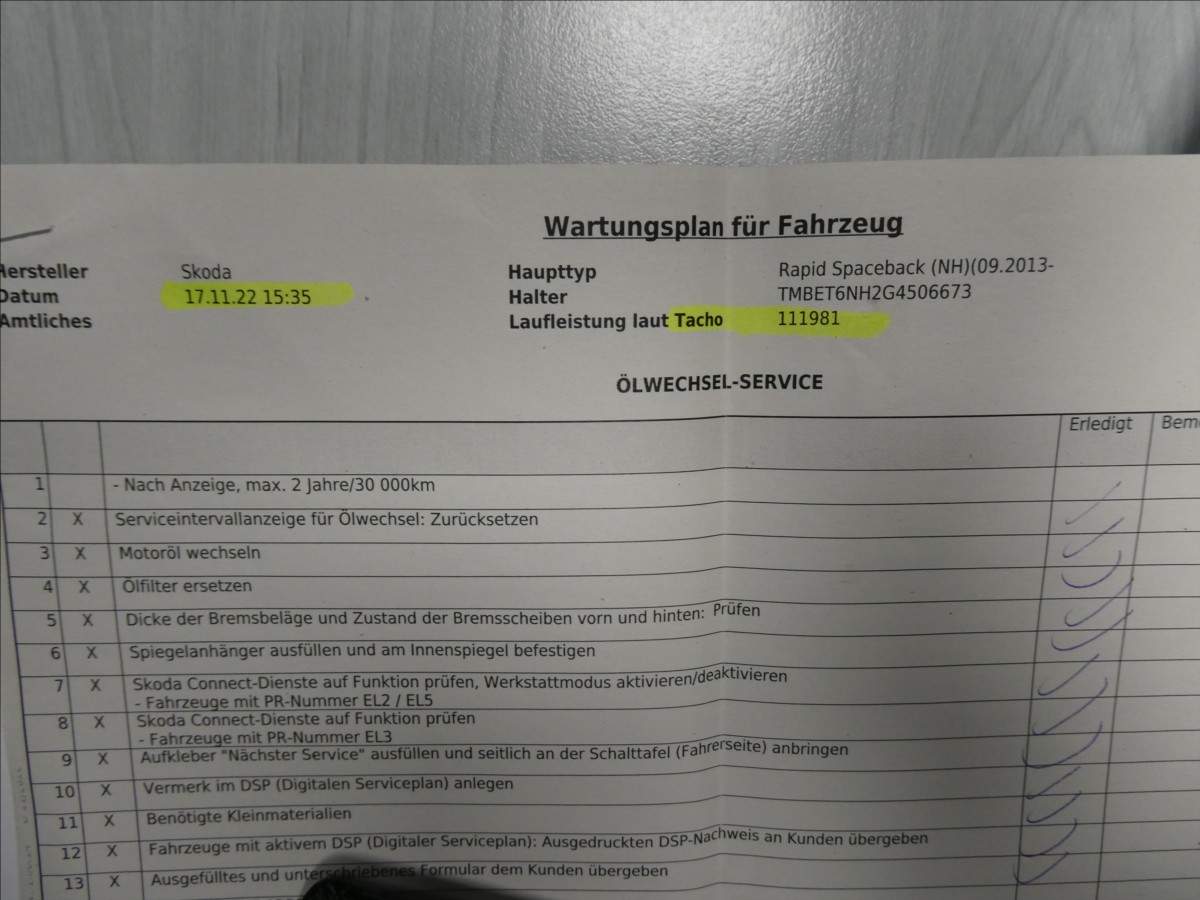 Wartungsplan für Fahrzeug
Hersteller Skoda Haupttyp Rapid Spaceback (NH)(09.2013-
Datum 17.11.22 15:35 Halter TMBET6NH2G4506673
Amtliches Laufleistung laut Tacho 111981
ÖLWECHSEL-SERVICE
Erledigt
1 - Nach Anzeige, max. 2 Jahre/30 000km
2 X Serviceintervallanzeige für Ölwechsel: Zurücksetzen
3 X Motoröl wechseln
4 X Ölfilter ersetzen
5 X Dicke der Bremsbeläge und Zustand der Bremsscheiben vorn und hinten: Prüfen
6 X Spiegelanhänger ausfüllen und am Innenspiegel befestigen
7 X Skoda Connect-Dienste auf Funktion prüfen, Werkstattmodus aktivieren/deaktivieren
- Fahrzeuge mit PR-Nummer EL2 / EL5
8 X Skoda Connect-Dienste auf Funktion prüfen
- Fahrzeuge mit PR-Nummer EL3
9 X Aufkleber "Nächster Service" ausfüllen und seitlich an der Schalttafel (Fahrerseite) anbringen
10 X Vermerk im DSP (Digitalen Serviceplan) anlegen
11 X Benötigte Kleinmaterialien
12 X Fahrzeuge mit aktivem DSP (Digitaler Serviceplan): Ausgedruckten DSP-Nachweis an Kunden übergeben
13 X Ausgefülltes und unterschriebenes Formular dem Kunden übergeben